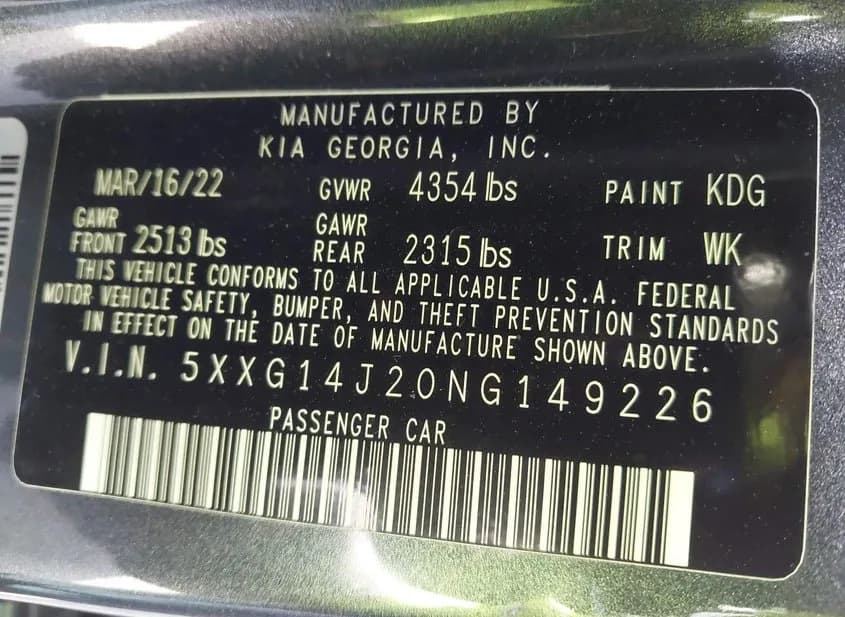 MANUFACTURED BY
KIA GEORGIA, INC.
MAR/16/22 GVWR 4354 lbs PAINT KDG
GAWR FRONT 2513 lbs GAWR REAR 2315 lbs TRIM WK
THIS VEHICLE CONFORMS TO ALL APPLICABLE U.S.A. FEDERAL
MOTOR VEHICLE SAFETY, BUMPER, AND THEFT PREVENTION STANDARDS
IN EFFECT ON THE DATE OF MANUFACTURE SHOWN ABOVE.
V.I.N. 5XXG14J20NG149226
PASSENGER CAR